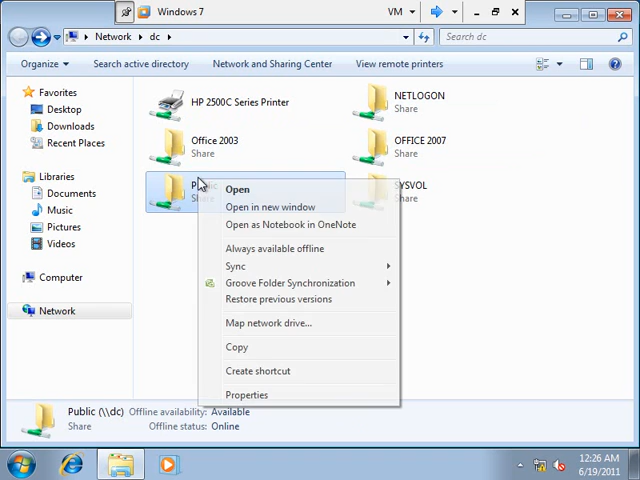 Windows 7
VM
Network
dc
Search dc
Organize
Search active directory
Network and Sharing Center
View remote printers
Favorites
Desktop
Downloads
Recent Places
Libraries
Documents
Music
Pictures
Videos
Computer
Network
HP 2500C Series Printer
NETLOGON
Share
Office 2003
Share
OFFICE 2007
Share
Public
Share
SYSVOL
Share
Open
Open in new window
Open as Notebook in OneNote
Always available offline
Sync
Groove Folder Synchronization
Restore previous versions
Map network drive...
Copy
Create shortcut
Properties
Public (\\dc) Offline availability: Available
Share Offline status: Online
12:26 AM
6/19/2011